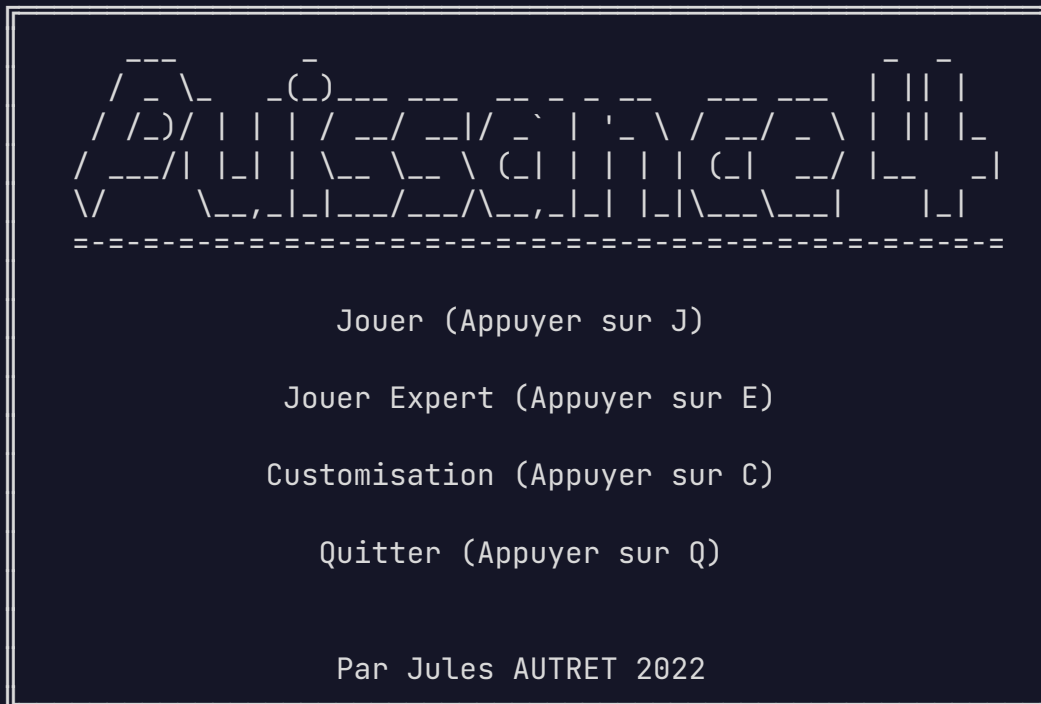 Puissance 4
=-=-=-=-=-=-=-=-=-=-=-=-=-=-=-=-=-=-=-=-=-=-=-=-=-=-=
Jouer (Appuyer sur J)
Jouer Expert (Appuyer sur E)
Customisation (Appuyer sur C)
Quitter (Appuyer sur Q)
Par Jules AUTRET 2022